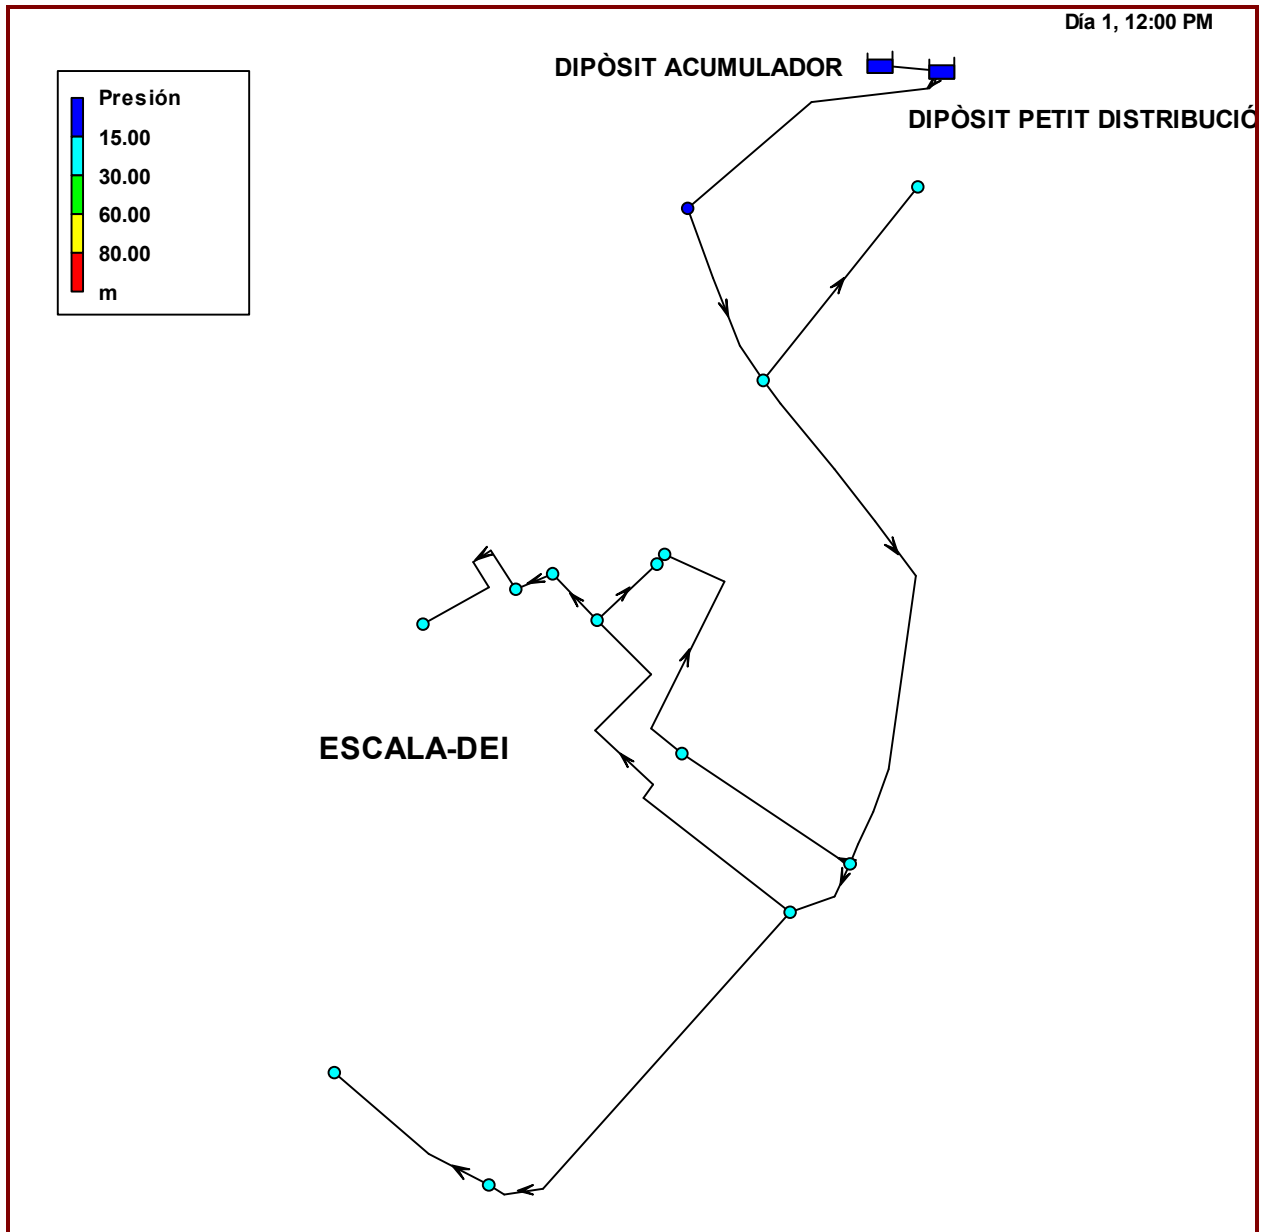 Día 1, 12:00 PM
DIPÒSIT ACUMULADOR
DIPÒSIT PETIT DISTRIBUCIÓ
Presión
15.00
30.00
60.00
80.00
m
ESCALA-DEI